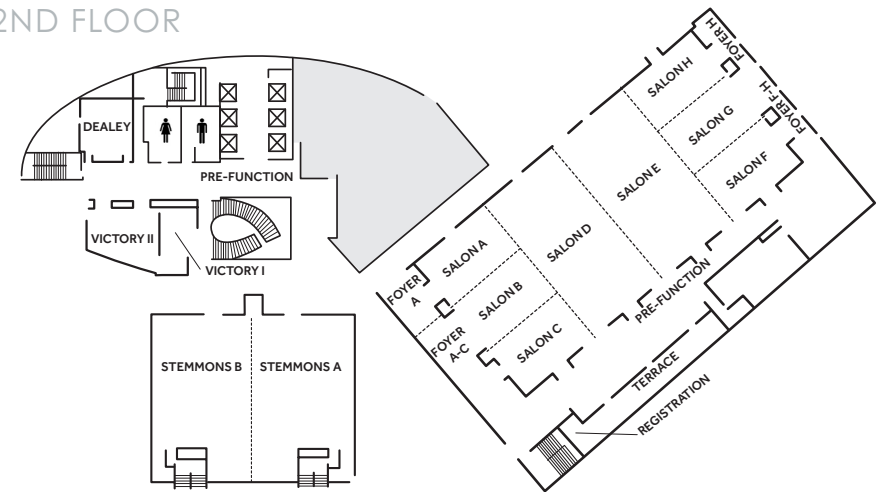 2ND FLOOR
DEALEY
PRE-FUNCTION
VICTORY II
VICTORY I
STEMMONS B
STEMMONS A
FOYER H
SALON H
FOYER F-H
SALON G
SALON F
SALON E
SALON D
SALON A
FOYER
A
SALON B
FOYER
A-C
SALON C
PRE-FUNCTION
TERRACE
REGISTRATION